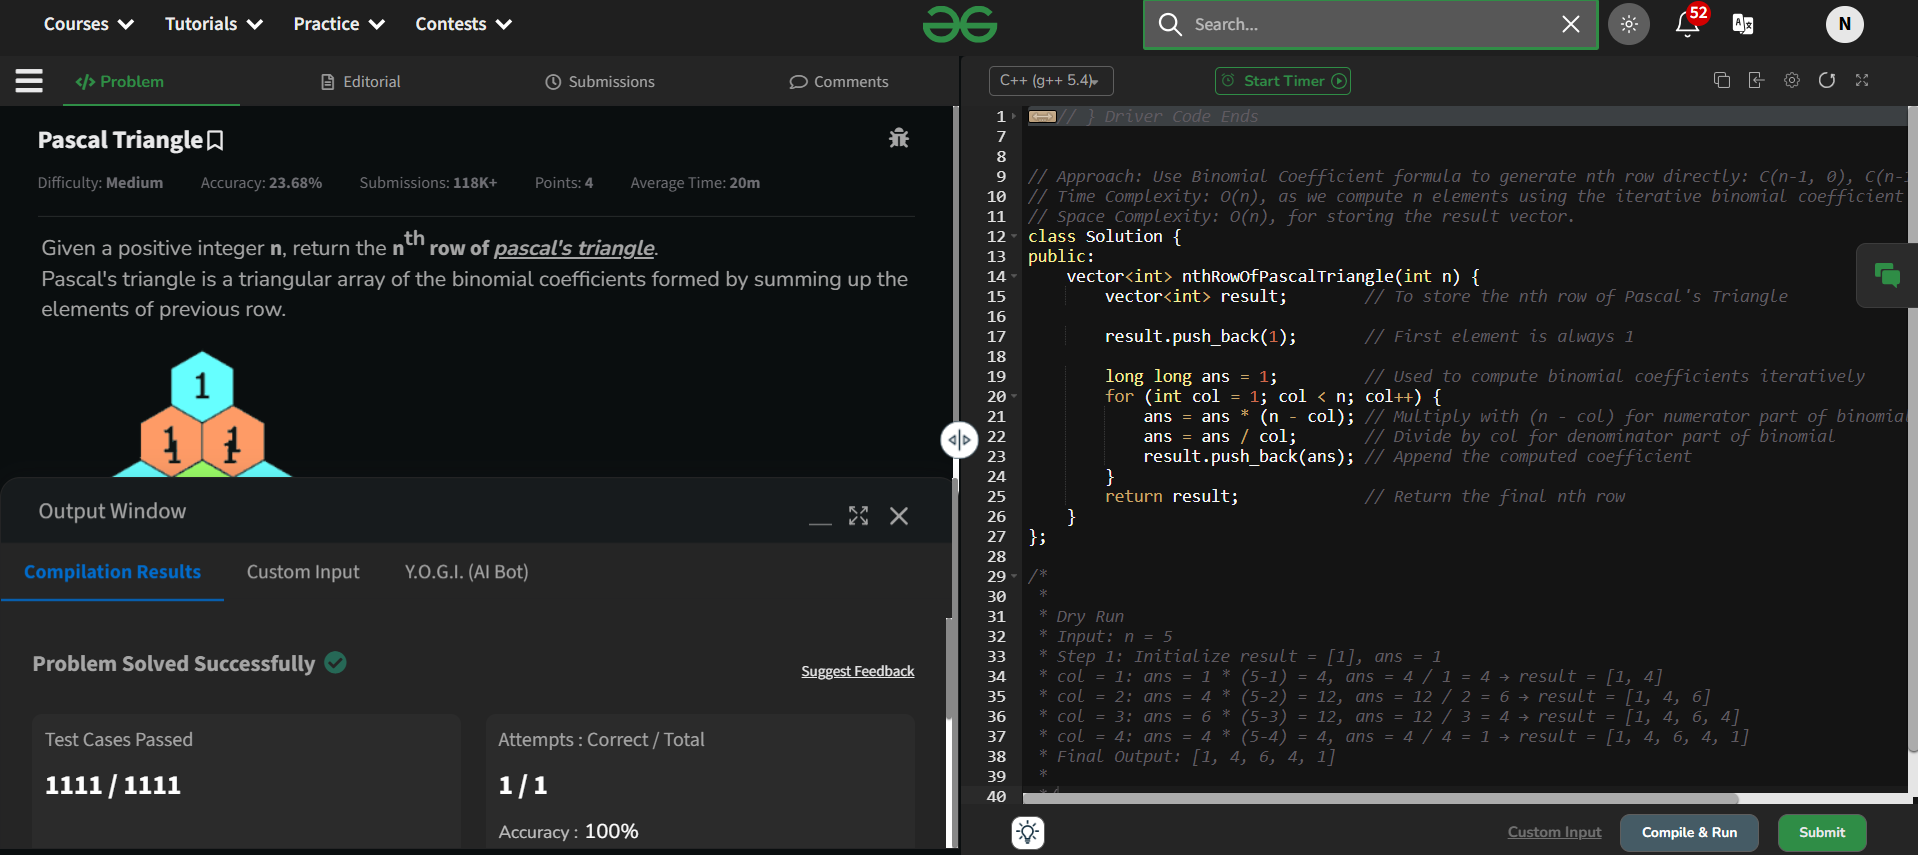 Courses Tutorials Practice Contests
Search...
52
N
Problem Editorial Submissions Comments
C++ (g++ 5.4) Start Timer
Pascal Triangle
Difficulty: Medium Accuracy: 23.68% Submissions: 118K+ Points: 4 Average Time: 20m
Given a positive integer n, return the nth row of pascal's triangle.
Pascal's triangle is a triangular array of the binomial coefficients formed by summing up the
elements of previous row.
1
1 1
Output Window
Compilation Results Custom Input Y.O.G.I. (AI Bot)
Problem Solved Successfully
Suggest Feedback
Test Cases Passed
1111 / 1111
Attempts : Correct / Total
1 / 1
Accuracy : 100%
1 // } Driver Code Ends
7
8
9 // Approach: Use Binomial Coefficient formula to generate nth row directly: C(n-1, 0), C(n-1
10 // Time Complexity: O(n), as we compute n elements using the iterative binomial coefficient
11 // Space Complexity: O(n), for storing the result vector.
12 class Solution {
13 public:
14 vector<int> nthRowOfPascalTriangle(int n) {
15 vector<int> result; // To store the nth row of Pascal's Triangle
16
17 result.push_back(1); // First element is always 1
18
19 long long ans = 1; // Used to compute binomial coefficients iteratively
20 for (int col = 1; col < n; col++) {
21 ans = ans * (n - col); // Multiply with (n - col) for numerator part of binomial
22 ans = ans / col; // Divide by col for denominator part of binomial
23 result.push_back(ans); // Append the computed coefficient
24 }
25 return result; // Return the final nth row
26 }
27 };
28
29 /*
30 *
31 * Dry Run
32 * Input: n = 5
33 * Step 1: Initialize result = [1], ans = 1
34 * col = 1: ans = 1 * (5-1) = 4, ans = 4 / 1 = 4 → result = [1, 4]
35 * col = 2: ans = 4 * (5-2) = 12, ans = 12 / 2 = 6 → result = [1, 4, 6]
36 * col = 3: ans = 6 * (5-3) = 12, ans = 12 / 3 = 4 → result = [1, 4, 6, 4]
37 * col = 4: ans = 4 * (5-4) = 4, ans = 4 / 4 = 1 → result = [1, 4, 6, 4, 1]
38 * Final Output: [1, 4, 6, 4, 1]
39 *
40 */
Custom Input Compile & Run Submit